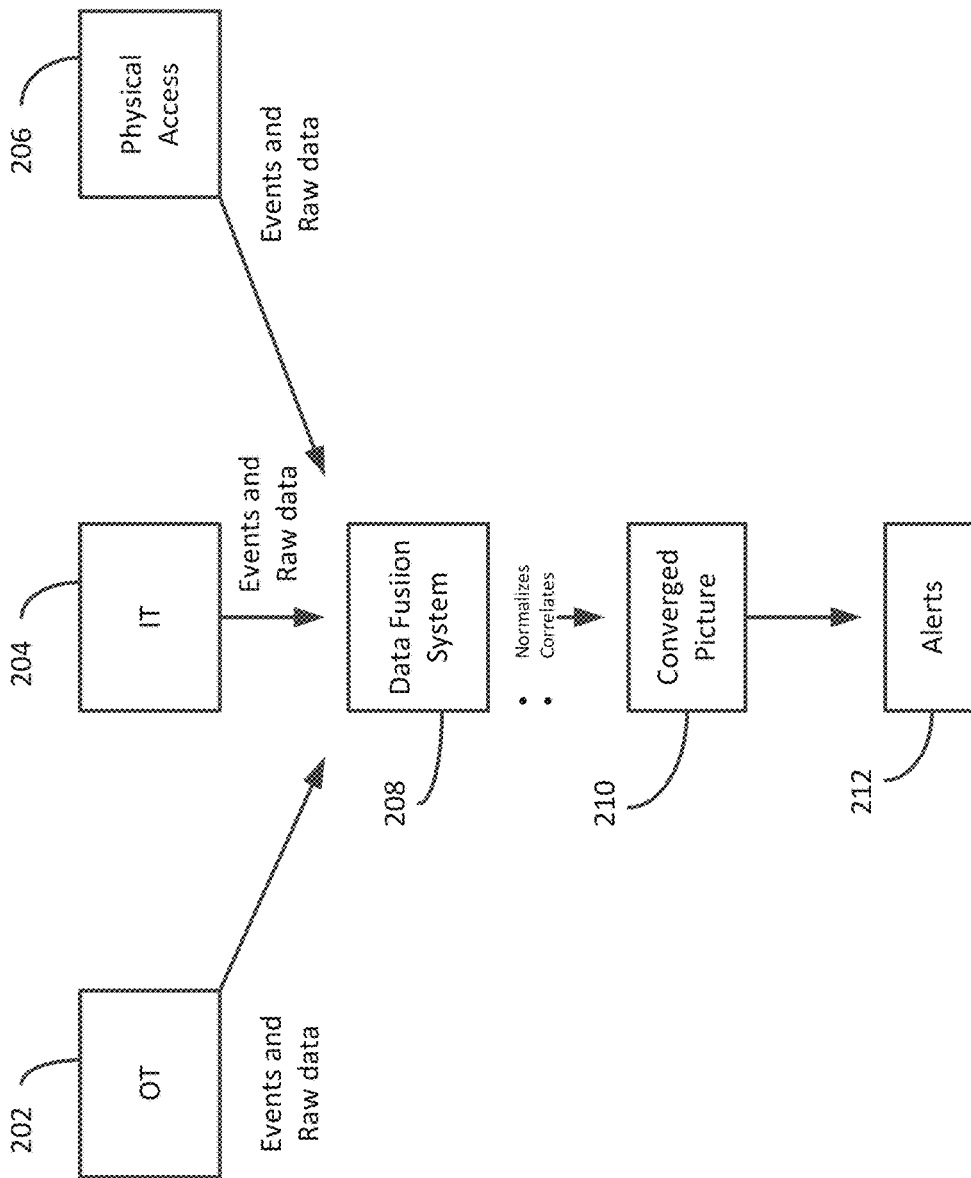 202
OT
Events and
Raw data
204
IT
Events and
Raw data
206
Physical
Access
Events and
Raw data
208
Data Fusiion
System
• Normalizes
• Correlates
210
Converged
Picture
212
Alerts